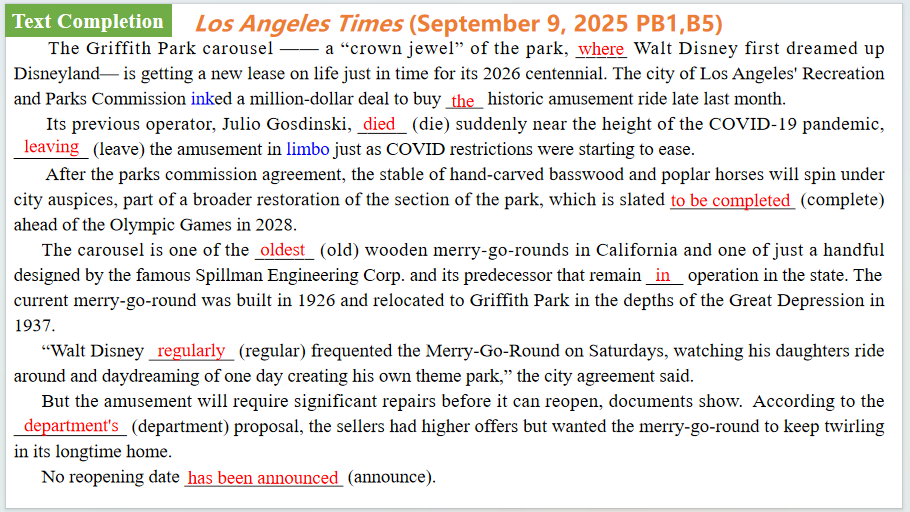 Text Completion
Los Angeles Times (September 9, 2025 PB1,B5)
The Griffith Park carousel —— a “crown jewel” of the park, where Walt Disney first dreamed up
Disneyland— is getting a new lease on life just in time for its 2026 centennial. The city of Los Angeles' Recreation
and Parks Commission inked a million-dollar deal to buy the historic amusement ride late last month.
Its previous operator, Julio Gosdinski, died (die) suddenly near the height of the COVID-19 pandemic,
leaving (leave) the amusement in limbo just as COVID restrictions were starting to ease.
After the parks commission agreement, the stable of hand-carved basswood and poplar horses will spin under
city auspices, part of a broader restoration of the section of the park, which is slated to be completed (complete)
ahead of the Olympic Games in 2028.
The carousel is one of the oldest (old) wooden merry-go-rounds in California and one of just a handful
designed by the famous Spillman Engineering Corp. and its predecessor that remain in operation in the state. The
current merry-go-round was built in 1926 and relocated to Griffith Park in the depths of the Great Depression in
1937.
“Walt Disney regularly (regular) frequented the Merry-Go-Round on Saturdays, watching his daughters ride
around and daydreaming of one day creating his own theme park,” the city agreement said.
But the amusement will require significant repairs before it can reopen, documents show. According to the
department's (department) proposal, the sellers had higher offers but wanted the merry-go-round to keep twirling
in its longtime home.
No reopening date has been announced (announce).